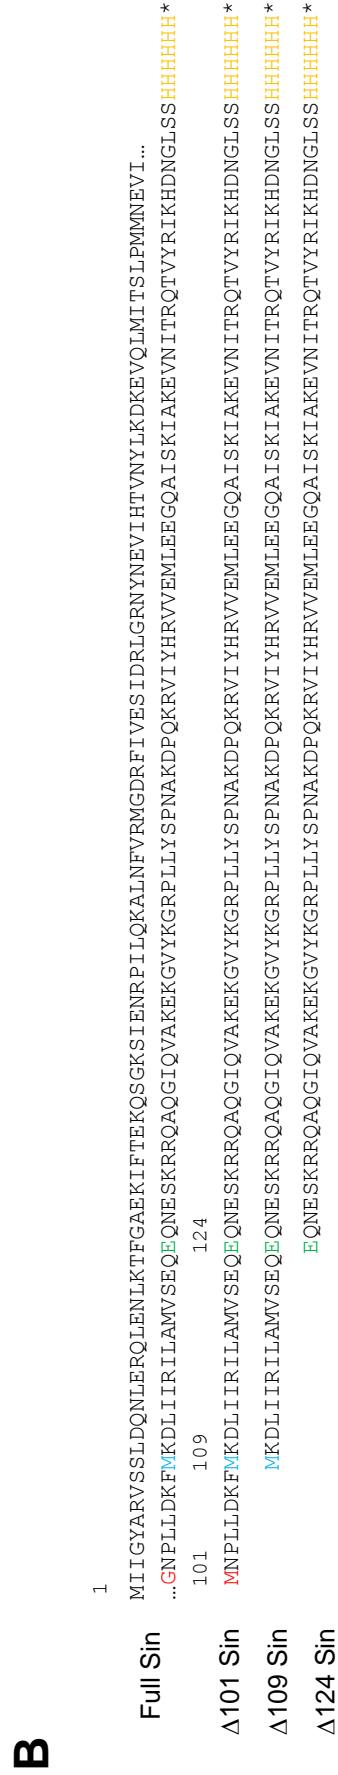 B
1
Full Sin MIIGYARVSSLDQNLERQLENLKTFGAEKIFTEKQSGKSIENRPILQKALNFVRMGDRFIVESIDRLGRNYNEVIHTVNYLKDKEVQLMITSLPMMNEVI…
…GNPLLDKFMKDLIIRILAMVSEQEQNESKRRQAQGIQVAKEKGVYKGRPLLYSPNAKDPQKRVIYHRVVEMLEEGQAISKIAKEVNITRQTVYRIKHDNGLSSHHHHHH*
101 109 124
Δ101 Sin MNPLLDKFMKDLIIRILAMVSEQEQNESKRRQAQGIQVAKEKGVYKGRPLLYSPNAKDPQKRVIYHRVVEMLEEGQAISKIAKEVNITRQTVYRIKHDNGLSSHHHHHH*
Δ109 Sin MKDLIIRILAMVSEQEQNESKRRQAQGIQVAKEKGVYKGRPLLYSPNAKDPQKRVIYHRVVEMLEEGQAISKIAKEVNITRQTVYRIKHDNGLSSHHHHHH*
Δ124 Sin EQNESKRRQAQGIQVAKEKGVYKGRPLLYSPNAKDPQKRVIYHRVVEMLEEGQAISKIAKEVNITRQTVYRIKHDNGLSSHHHHHH*